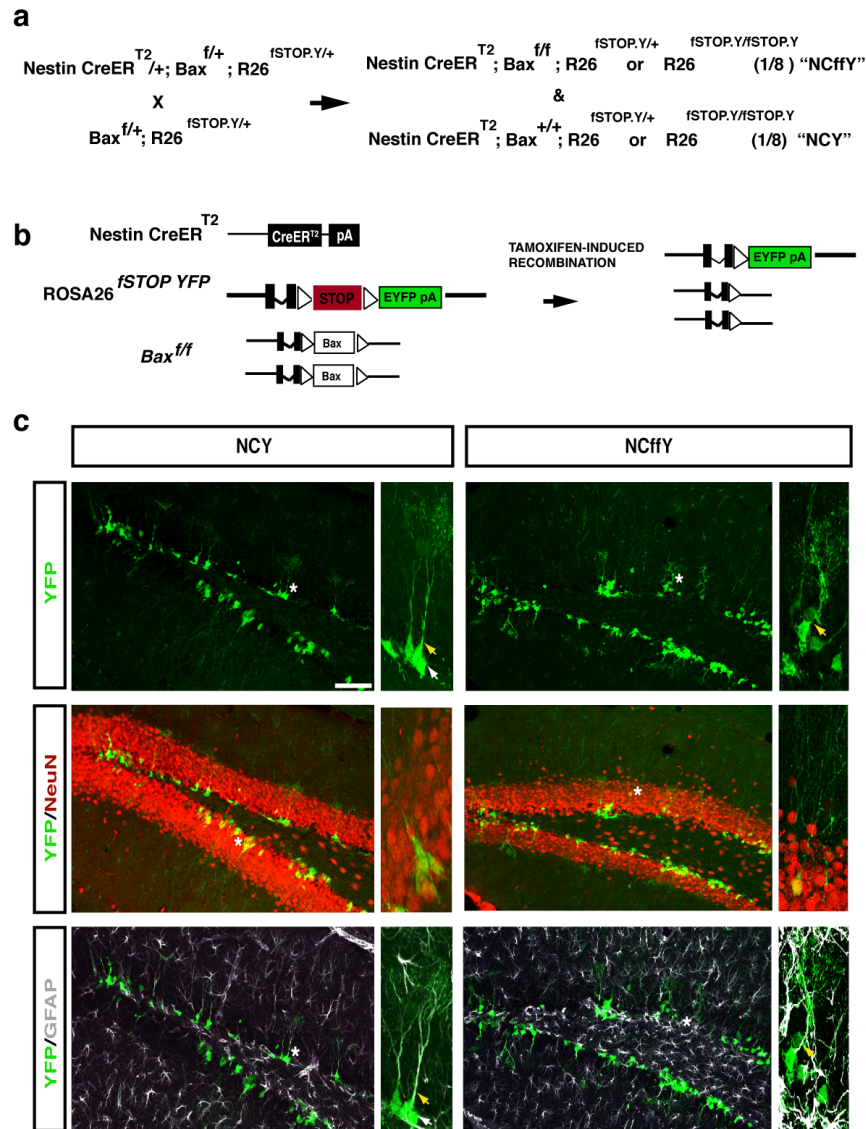 a
Nestin CreER^T2/+; Bax^f/+; R26^fSTOP.Y/+
X
Bax^f/+; R26^fSTOP.Y/+
Nestin CreER^T2; Bax^f/f; R26^fSTOP.Y/+ or R26^fSTOP.Y/fSTOP.Y (1/8 ) “NCffY”
&
Nestin CreER^T2; Bax^+/+; R26^fSTOP.Y/+ or R26^fSTOP.Y/fSTOP.Y (1/8) “NCY”
b
Nestin CreER^T2
CreER^T2 pA
ROSA26^fSTOP YFP
STOP EYFP pA
Bax^f/f
Bax
Bax
TAMOXIFEN-INDUCED
RECOMBINATION
EYFP pA
c
NCY NCffY
YFP
*
*
YFP/NeuN
*
*
YFP/GFAP
*
*